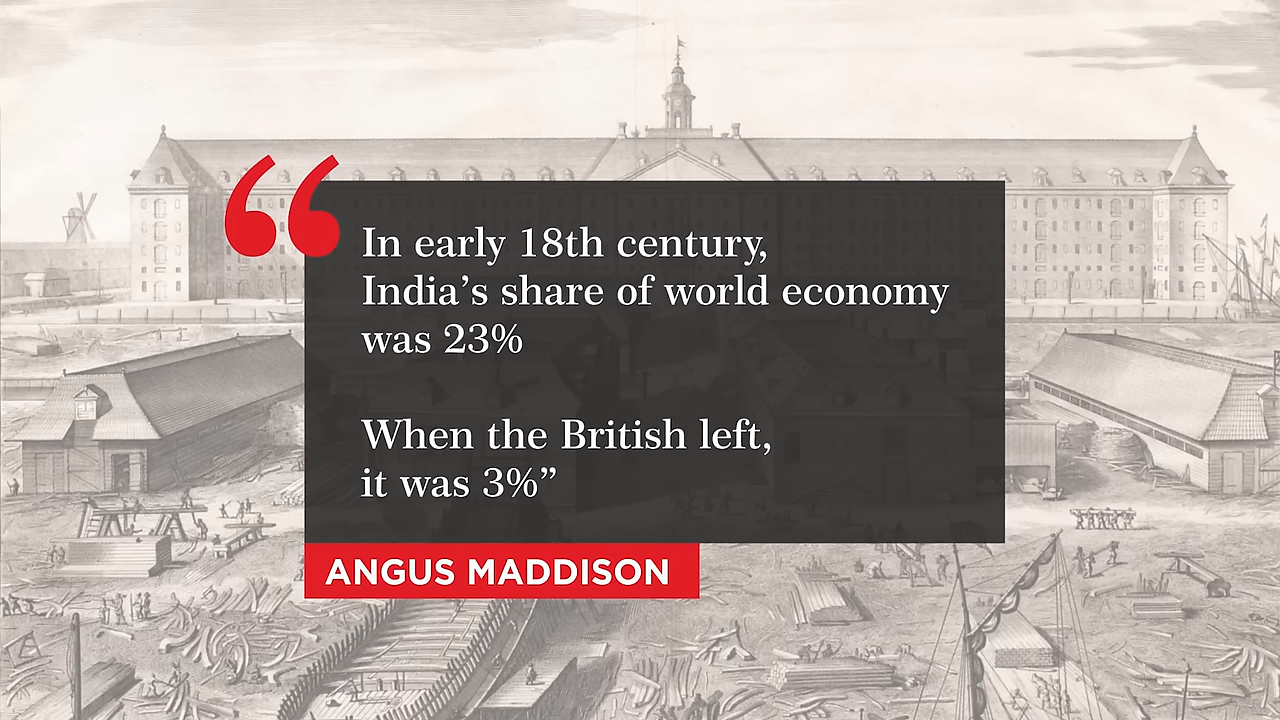 “
In early 18th century,
India’s share of world economy
was 23%
When the British left,
it was 3%”
ANGUS MADDISON